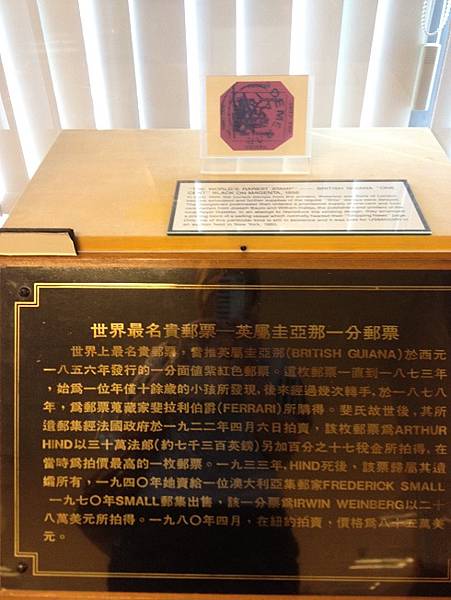 "THE WORLD'S RAREST STAMP" — BRITISH GUIANA "ONE
CENT" BLACK ON MAGENTA, 1856
世界最名貴郵票—英屬圭亞那一分郵票
世界上最名貴郵票，當推英屬圭亞那(BRITISH GUIANA)於西元
一八五六年發行的一分面值紫紅色郵票。這枚郵票一直到一八七三年
，始爲一位年僅十餘歲的小孩所發現，後來經過幾次轉手，於一八七八
年，爲郵票蒐藏家斐拉利伯爵(FERRARI)所購得。斐氏故世後，其所
遺郵集經法國政府於一九二二年四月六日拍賣，該枚郵票爲ARTHUR
HIND以三十萬法郎(約七千三百英鎊)另加百分之十七稅金所拍得，在
當時爲拍價最高的一枚郵票。一九三三年，HIND死後，該票歸屬其遺
孀所有，一九四〇年她賣給一位澳大利亞集郵家FREDERICK SMALL
一九七〇年SMALL郵集出售，該一分票爲IRWIN WEINBERG以二十
八萬美元所拍得。一九八〇年四月，在紐約拍賣，價格爲八十五萬美
元。